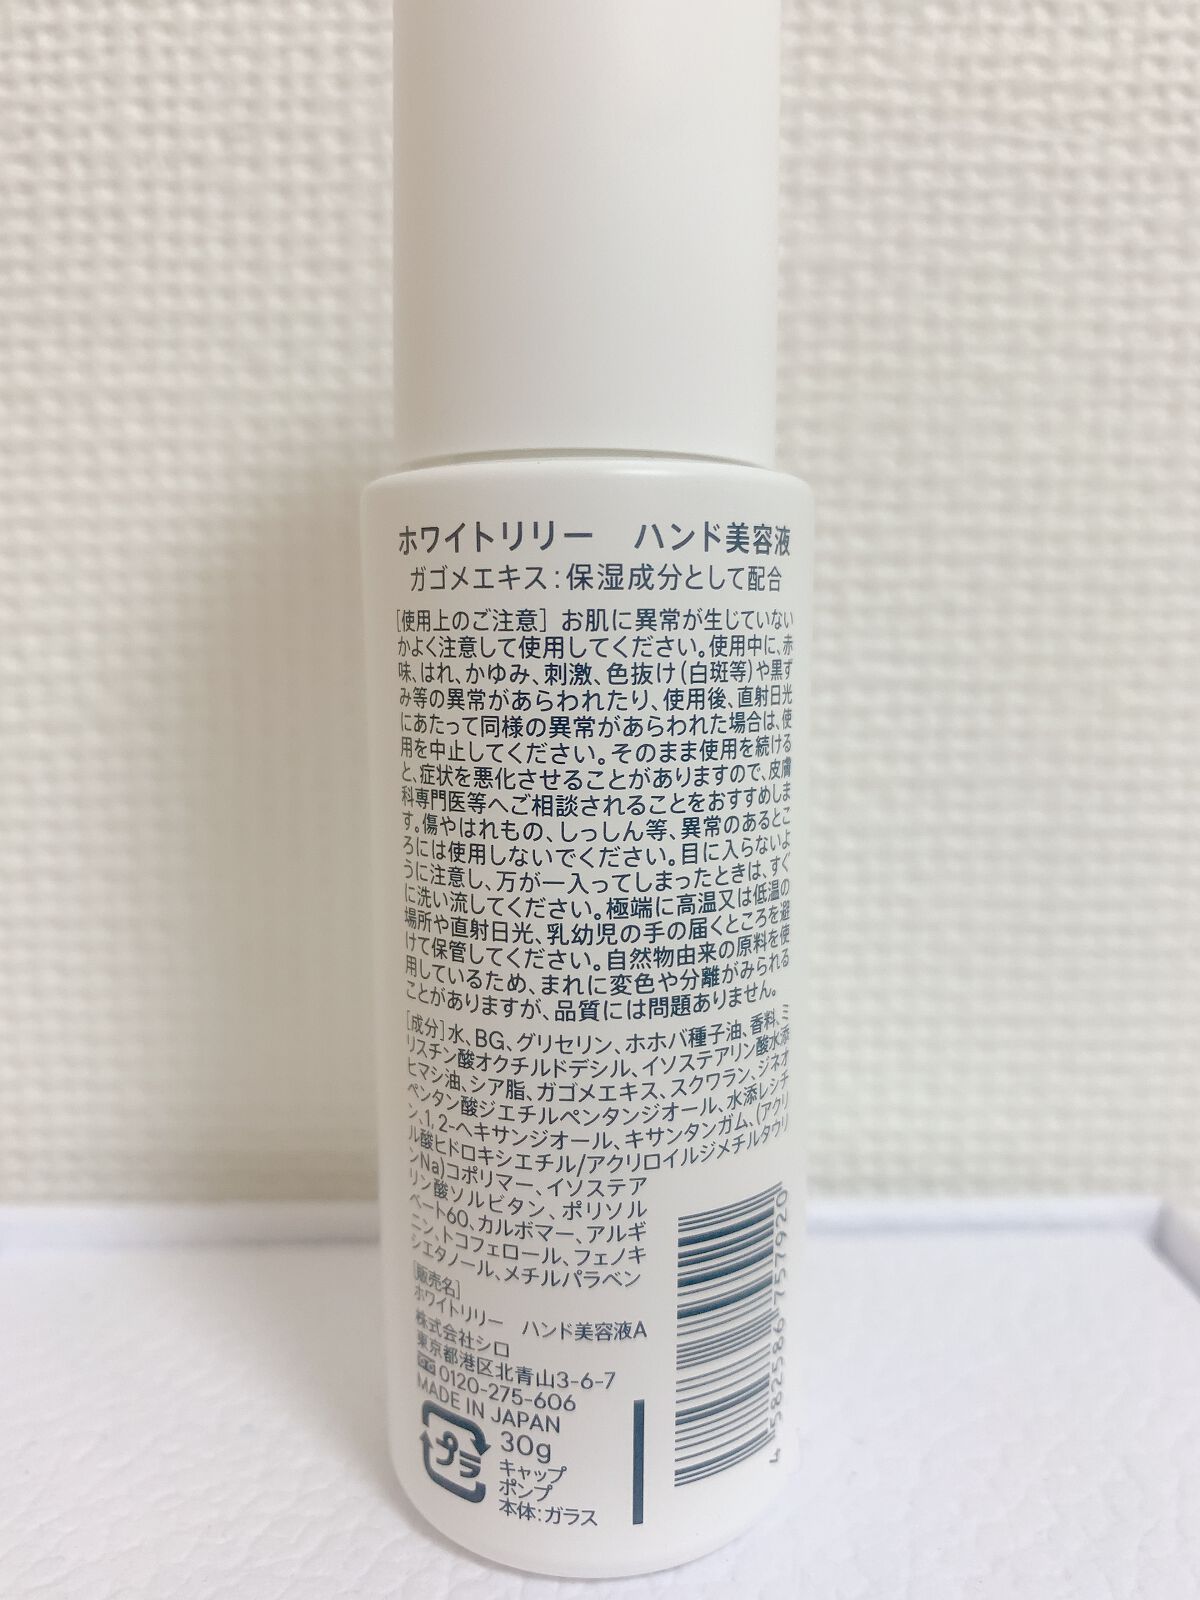 ホワイトリリー　ハンド美容液
ガゴメエキス:保湿成分として配合
[使用上のご注意] お肌に異常が生じていない
かよく注意して使用してください。使用中に、赤
味、はれ、かゆみ、刺激、色抜け(白斑等)や黒ず
み等の異常があらわれたり、使用後、直射日光
にあたって同様の異常があらわれた場合は、使
用を中止してください。そのまま使用を続ける
と、症状を悪化させることがありますので、皮膚
科専門医等へご相談されることをおすすめしま
す。傷やはれもの、しっしん等、異常のあるとこ
ろには使用しないでください。目に入らないよ
うに注意し、万が一入ってしまったときは、すぐ
に洗い流してください。極端に高温又は低温の
場所や直射日光、乳幼児の手の届くところを避
けて保管してください。自然物由来の原料を使
用しているため、まれに変色や分離がみられる
ことがありますが、品質には問題ありません。
[成分]水、BG、グリセリン、ホホバ種子油、香料、ミ
リスチン酸オクチルドデシル、イソステアリン酸水添
ヒマシ油、シア脂、ガゴメエキス、スクワラン、ジネオ
ペンタン酸ジエチルペンタンジオール、水添レシチ
ン、1,2-ヘキサンジオール、キサンタンガム、(アクリ
ル酸ヒドロキシエチル/アクリロイルジメチルタウリ
ンNa)コポリマー、イソステア
リン酸ソルビタン、ポリソル
ベート60、カルボマー、アルギ
ニン、トコフェロール、フェノキ
シエタノール、メチルパラベン
[販売名]
ホワイトリリー　ハンド美容液A
株式会社シロ
東京都港区北青山3-6-7
0120-275-606
MADE IN JAPAN
プラ
30g
キャップ
ポンプ
本体:ガラス
4 582586 757920